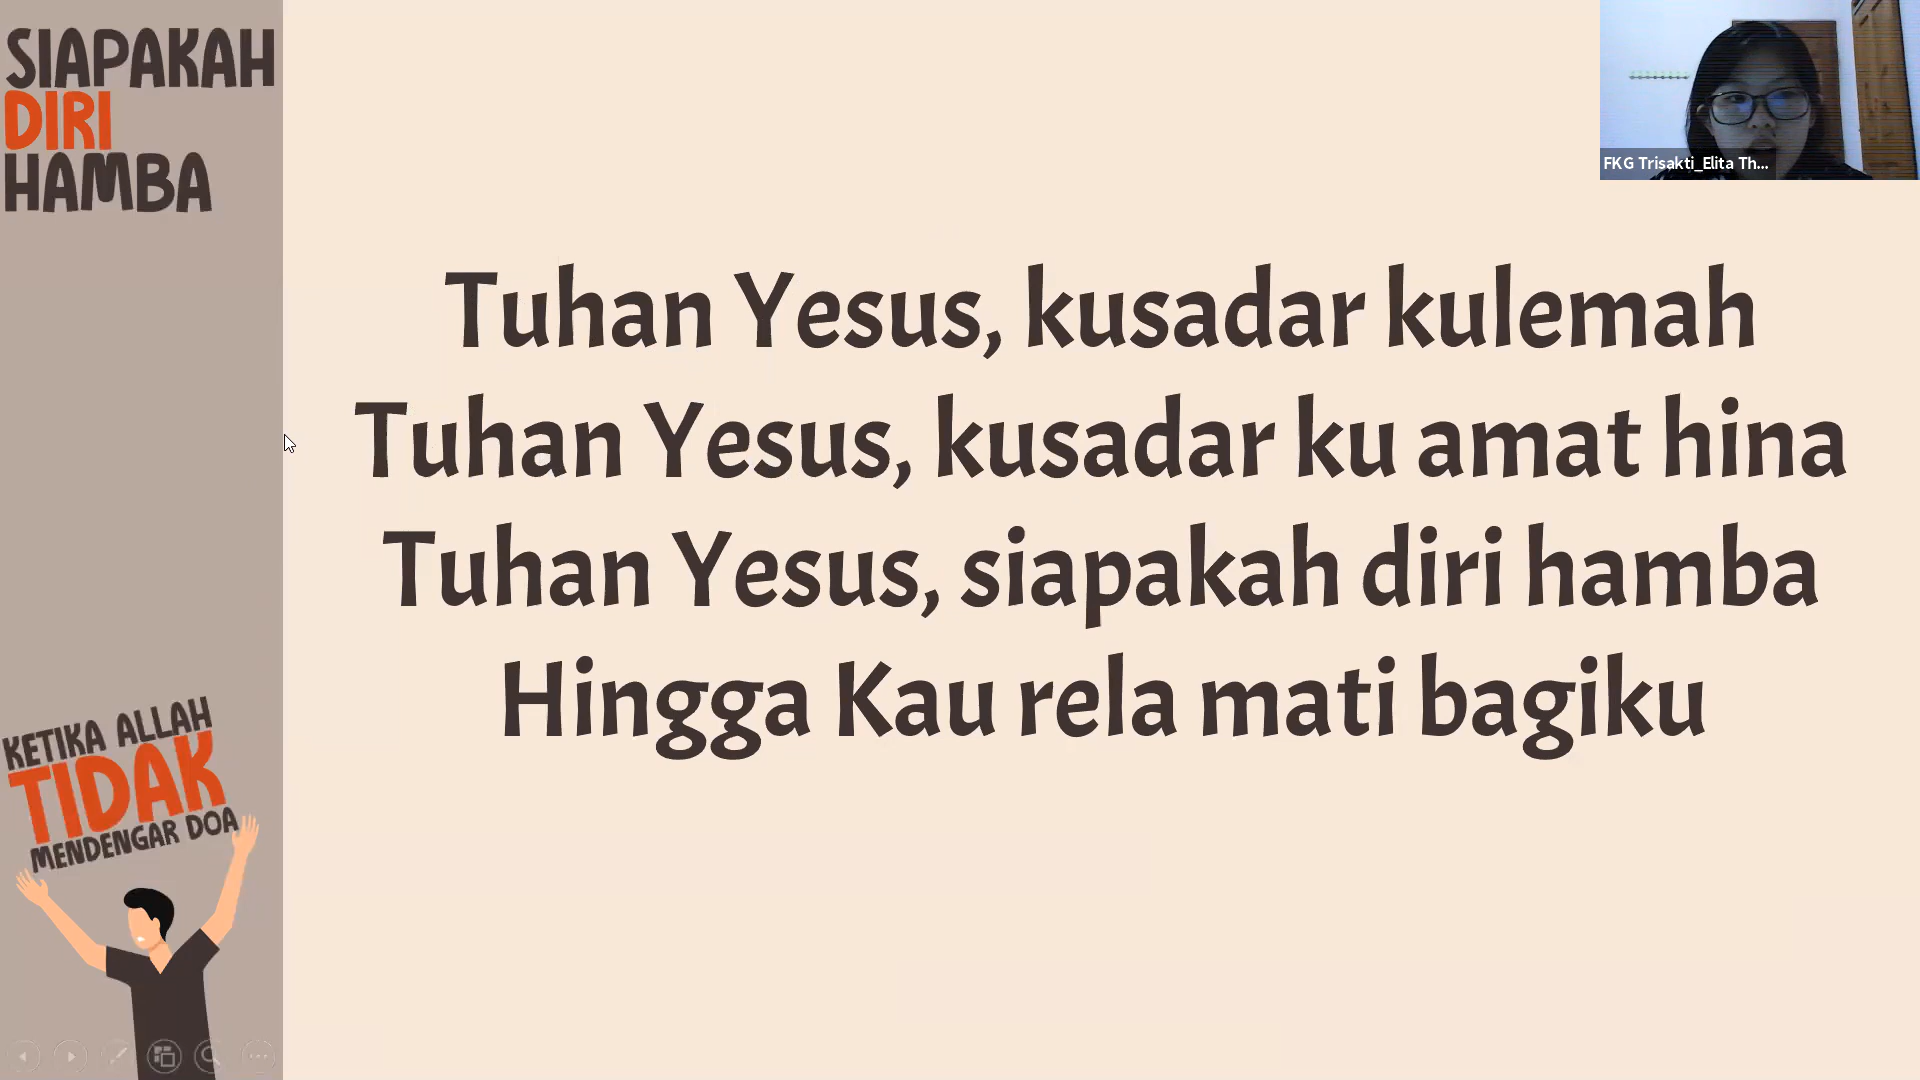 SIAPAKAH
DIRI
HAMBA
FKG Trisakti_Elita Th...
Tuhan Yesus, kusadar kulemah
Tuhan Yesus, kusadar ku amat hina
Tuhan Yesus, siapakah diri hamba
Hingga Kau rela mati bagiku
KETIKA ALLAH
TIDAK
MENDENGAR DOA